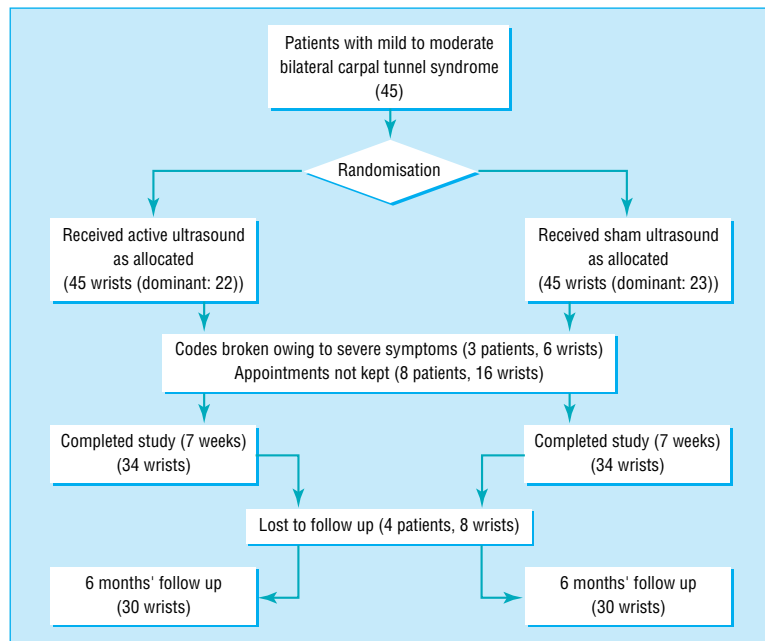 Patients with mild to moderate
bilateral carpal tunnel syndrome
(45)
Randomisation
Received active ultrasound
as allocated
(45 wrists (dominant: 22))
Received sham ultrasound
as allocated
(45 wrists (dominant: 23))
Codes broken owing to severe symptoms (3 patients, 6 wrists)
Appointments not kept (8 patients, 16 wrists)
Completed study (7 weeks)
(34 wrists)
Completed study (7 weeks)
(34 wrists)
Lost to follow up (4 patients, 8 wrists)
6 months' follow up
(30 wrists)
6 months' follow up
(30 wrists)